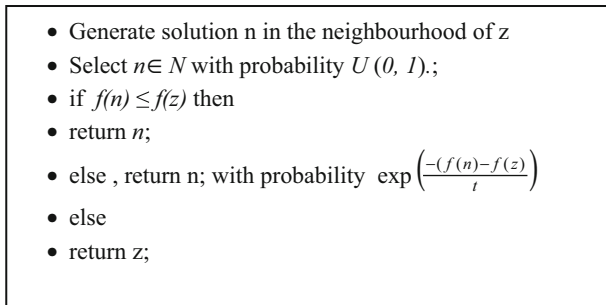 • Generate solution n in the neighbourhood of z
• Select n∈ N with probability U (0, 1).;
• if f(n) ≤ f(z) then
• return n;
• else , return n; with probability exp(−(f(n)−f(z)/t)
• else
• return z;